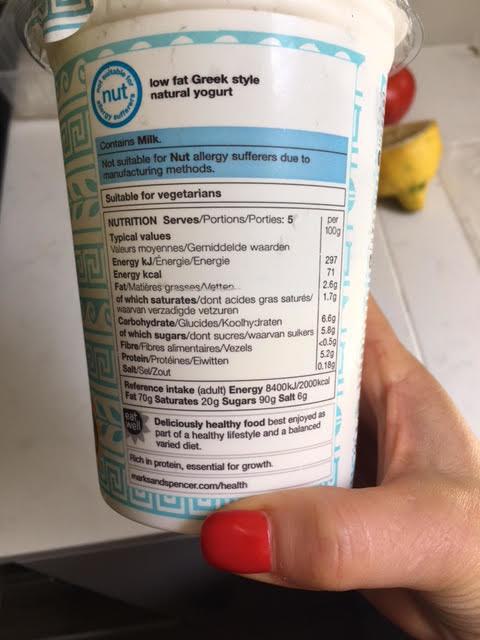 not suitable for
nut
allergy sufferers
low fat Greek style
natural yogurt
Contains Milk.
Not suitable for Nut allergy sufferers due to
manufacturing methods.
Suitable for vegetarians
NUTRITION Serves/Portions/Porties: 5 per
Typical values 100g
Valeurs moyennes/Gemiddelde waarden
Energy kJ/Énergie/Energie 297
Energy kcal 71
Fat/Matières grasses/Vetten 2.6g
of which saturates/dont acides gras saturés/ 1.7g
waarvan verzadigde vetzuren
Carbohydrate/Glucides/Koolhydraten 6.6g
of which sugars/dont sucres/waarvan suikers 5.8g
Fibre/Fibres alimentaires/Vezels <0.5g
Protein/Protéines/Eiwitten 5.2g
Salt/Sel/Zout 0.18g
Reference intake (adult) Energy 8400kJ/2000kcal
Fat 70g Saturates 20g Sugars 90g Salt 6g
eat
well
Deliciously healthy food best enjoyed as
part of a healthy lifestyle and a balanced
varied diet.
Rich in protein, essential for growth.
marksandspencer.com/health